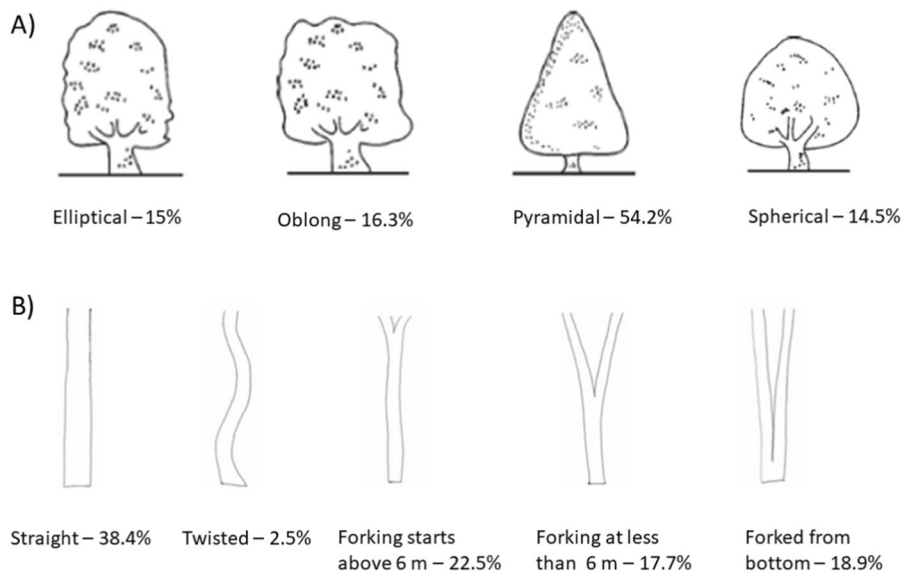 A)
Elliptical – 15%
Oblong – 16.3%
Pyramidal – 54.2%
Spherical – 14.5%
B)
Straight – 38.4%
Twisted – 2.5%
Forking starts
above 6 m – 22.5%
Forking at less
than 6 m – 17.7%
Forked from
bottom – 18.9%